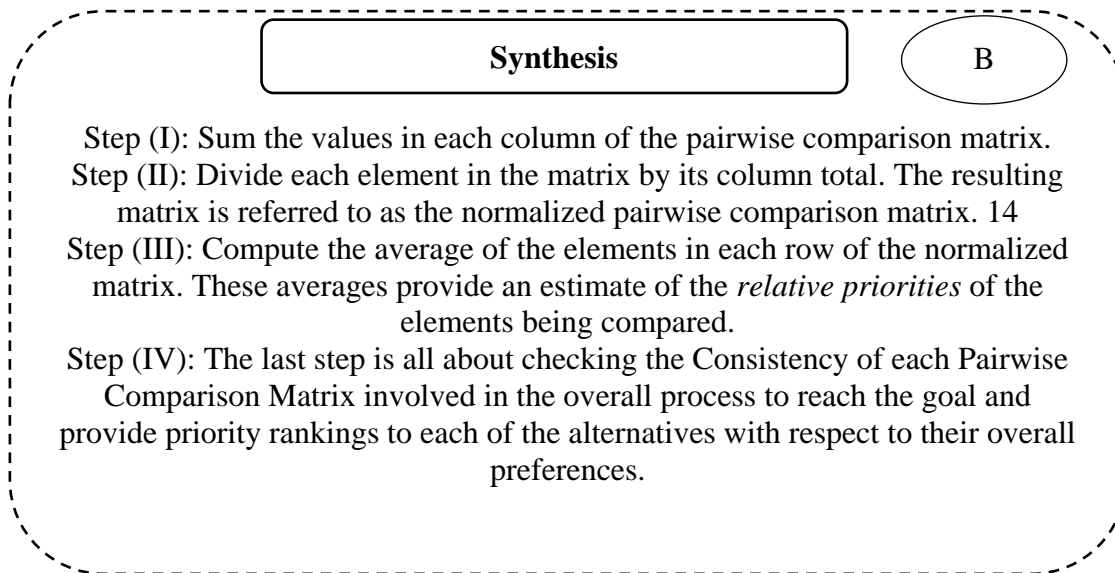 Synthesis
B
Step (I): Sum the values in each column of the pairwise comparison matrix.
Step (II): Divide each element in the matrix by its column total. The resulting
matrix is referred to as the normalized pairwise comparison matrix. 14
Step (III): Compute the average of the elements in each row of the normalized
matrix. These averages provide an estimate of the relative priorities of the
elements being compared.
Step (IV): The last step is all about checking the Consistency of each Pairwise
Comparison Matrix involved in the overall process to reach the goal and
provide priority rankings to each of the alternatives with respect to their overall
preferences.